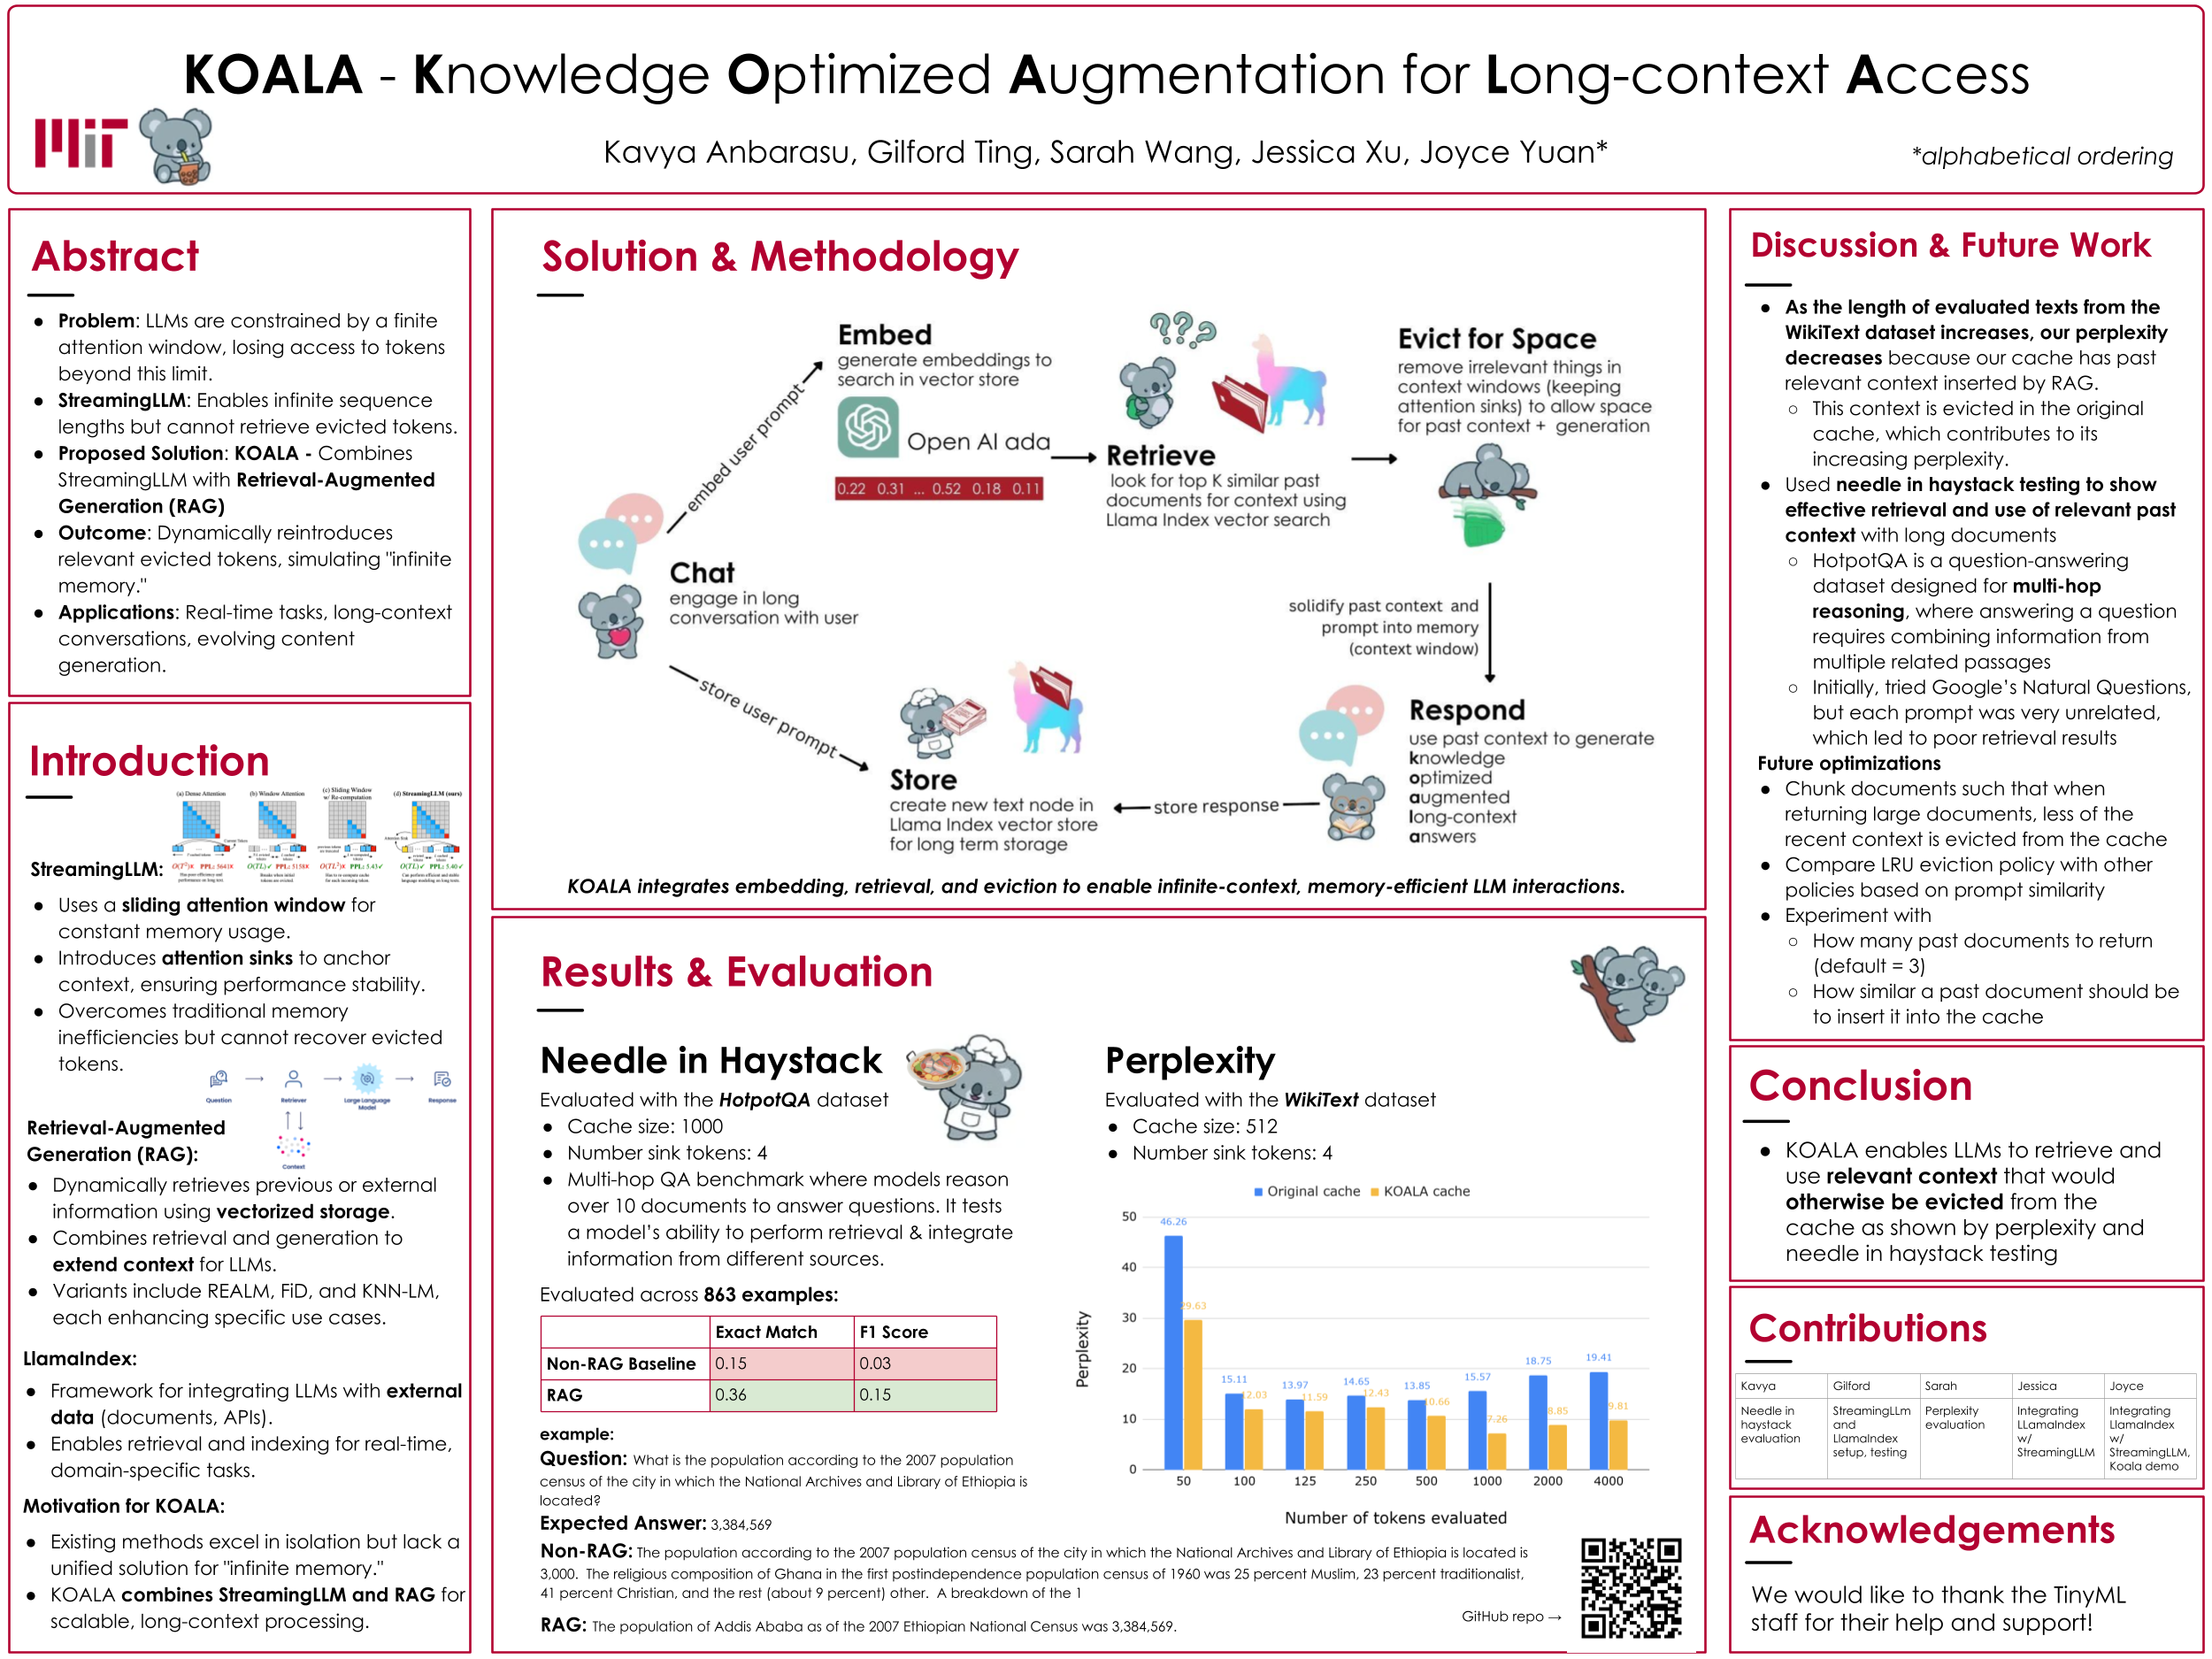 KOALA - Knowledge Optimized Augmentation for Long-context Access
MIT
Kavya Anbarasu, Gilford Ting, Sarah Wang, Jessica Xu, Joyce Yuan*
*alphabetical ordering
Abstract
● Problem: LLMs are constrained by a finite
attention window, losing access to tokens
beyond this limit.
● StreamingLLM: Enables infinite sequence
lengths but cannot retrieve evicted tokens.
● Proposed Solution: KOALA - Combines
StreamingLLM with Retrieval-Augmented
Generation (RAG)
● Outcome: Dynamically reintroduces
relevant evicted tokens, simulating "infinite
memory."
● Applications: Real-time tasks, long-context
conversations, evolving content
generation.
Introduction
(a) Dense Attention
(b) Window Attention
(c) Sliding Window
w/ Re-computation
(d) StreamingLLM (ours)
StreamingLLM:
● Uses a sliding attention window for
constant memory usage.
● Introduces attention sinks to anchor
context, ensuring performance stability.
● Overcomes traditional memory
inefficiencies but cannot recover evicted
tokens.
Question
Retriever
Large Language
Model
Response
Context
Retrieval-Augmented
Generation (RAG):
● Dynamically retrieves previous or external
information using vectorized storage.
● Combines retrieval and generation to
extend context for LLMs.
● Variants include REALM, FiD, and KNN-LM,
each enhancing specific use cases.
LlamaIndex:
● Framework for integrating LLMs with external
data (documents, APIs).
● Enables retrieval and indexing for real-time,
domain-specific tasks.
Motivation for KOALA:
● Existing methods excel in isolation but lack a
unified solution for "infinite memory."
● KOALA combines StreamingLLM and RAG for
scalable, long-context processing.
Solution & Methodology
Chat
engage in long
conversation with user
embed user prompt
Embed
generate embeddings to
search in vector store
Open AI ada
0.22 0.31 ... 0.52 0.18 0.11
???
Retrieve
look for top K similar past
documents for context using
Llama Index vector search
Evict for Space
remove irrelevant things in
context windows (keeping
attention sinks) to allow space
for past context + generation
solidify past context and
prompt into memory
(context window)
Respond
use past context to generate
knowledge
optimized
augmented
long-context
answers
store response
store user prompt
Store
create new text node in
Llama Index vector store
for long term storage
KOALA integrates embedding, retrieval, and eviction to enable infinite-context, memory-efficient LLM interactions.
Results & Evaluation
Needle in Haystack
Evaluated with the HotpotQA dataset
● Cache size: 1000
● Number sink tokens: 4
● Multi-hop QA benchmark where models reason
over 10 documents to answer questions. It tests
a model's ability to perform retrieval & integrate
information from different sources.
Evaluated across 863 examples:
Exact Match F1 Score
Non-RAG Baseline 0.15 0.03
RAG 0.36 0.15
example:
Question: What is the population according to the 2007 population
census of the city in which the National Archives and Library of Ethiopia is
located?
Expected Answer: 3,384,569
Non-RAG: The population according to the 2007 population census of the city in which the National Archives and Library of Ethiopia is located is
3,000. The religious composition of Ghana in the first postindependence population census of 1960 was 25 percent Muslim, 23 percent traditionalist,
41 percent Christian, and the rest (about 9 percent) other. A breakdown of the 1
RAG: The population of Addis Ababa as of the 2007 Ethiopian National Census was 3,384,569.
Perplexity
Evaluated with the WikiText dataset
● Cache size: 512
● Number sink tokens: 4
Original cache KOALA cache
Perplexity
50
40
30
20
10
0
46.26 29.63
15.11 12.03
13.97 11.59
14.65 12.43
13.85 10.66
15.57 7.26
18.75 8.85
19.41 9.81
50 100 125 250 500 1000 2000 4000
Number of tokens evaluated
GitHub repo →
Discussion & Future Work
● As the length of evaluated texts from the
WikiText dataset increases, our perplexity
decreases because our cache has past
relevant context inserted by RAG.
○ This context is evicted in the original
cache, which contributes to its
increasing perplexity.
● Used needle in haystack testing to show
effective retrieval and use of relevant past
context with long documents
○ HotpotQA is a question-answering
dataset designed for multi-hop
reasoning, where answering a question
requires combining information from
multiple related passages
○ Initially, tried Google's Natural Questions,
but each prompt was very unrelated,
which led to poor retrieval results
Future optimizations
● Chunk documents such that when
returning large documents, less of the
recent context is evicted from the cache
● Compare LRU eviction policy with other
policies based on prompt similarity
● Experiment with
○ How many past documents to return
(default = 3)
○ How similar a past document should be
to insert it into the cache
Conclusion
● KOALA enables LLMs to retrieve and
use relevant context that would
otherwise be evicted from the
cache as shown by perplexity and
needle in haystack testing
Contributions
Kavya Gilford Sarah Jessica Joyce
Needle in
haystack
evaluation
StreamingLLm
and
LlamaIndex
setup, testing
Perplexity
evaluation
Integrating
LLamaIndex
w/
StreamingLLM
Integrating
LlamaIndex
w/
StreamingLLM,
Koala demo
Acknowledgements
We would like to thank the TinyML
staff for their help and support!